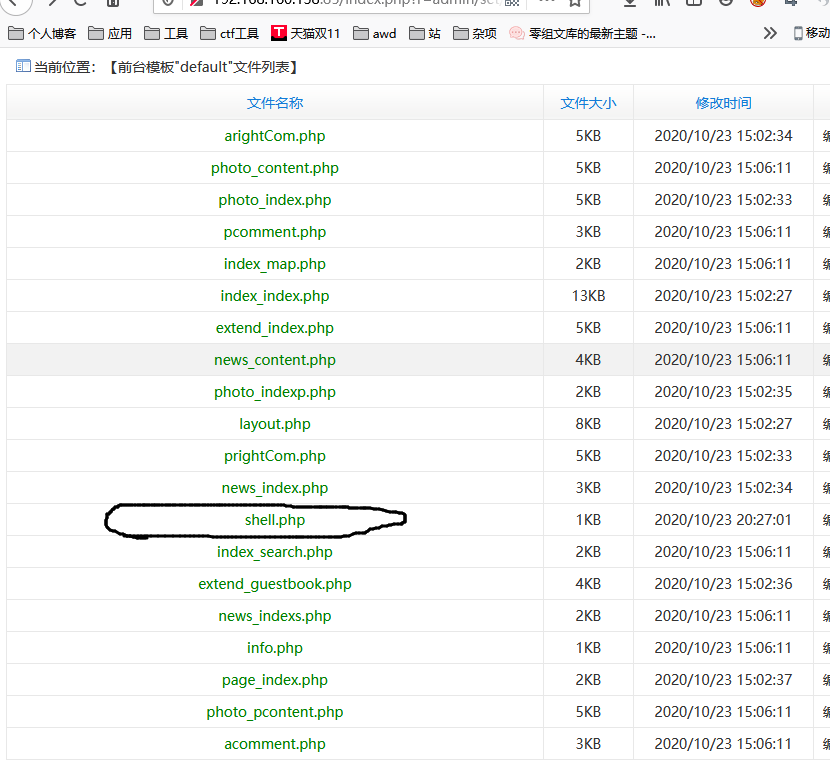 个人博客 应用 工具 ctf工具 T 天猫双11 awd 站 杂项 零组文库的最新主题 -... 移动
当前位置：【前台模板"default"文件列表】
文件名称 文件大小 修改时间
arightCom.php 5KB 2020/10/23 15:02:34
photo_content.php 5KB 2020/10/23 15:06:11
photo_index.php 5KB 2020/10/23 15:02:33
pcomment.php 3KB 2020/10/23 15:06:11
index_map.php 2KB 2020/10/23 15:06:11
index_index.php 13KB 2020/10/23 15:02:27
extend_index.php 5KB 2020/10/23 15:06:11
news_content.php 4KB 2020/10/23 15:06:11
photo_indexp.php 2KB 2020/10/23 15:02:35
layout.php 8KB 2020/10/23 15:02:27
prightCom.php 5KB 2020/10/23 15:02:33
news_index.php 3KB 2020/10/23 15:02:34
shell.php 1KB 2020/10/23 20:27:01
index_search.php 2KB 2020/10/23 15:06:11
extend_guestbook.php 4KB 2020/10/23 15:02:36
news_indexs.php 2KB 2020/10/23 15:06:11
info.php 1KB 2020/10/23 15:06:11
page_index.php 2KB 2020/10/23 15:02:37
photo_pcontent.php 5KB 2020/10/23 15:06:11
acomment.php 3KB 2020/10/23 15:06:11